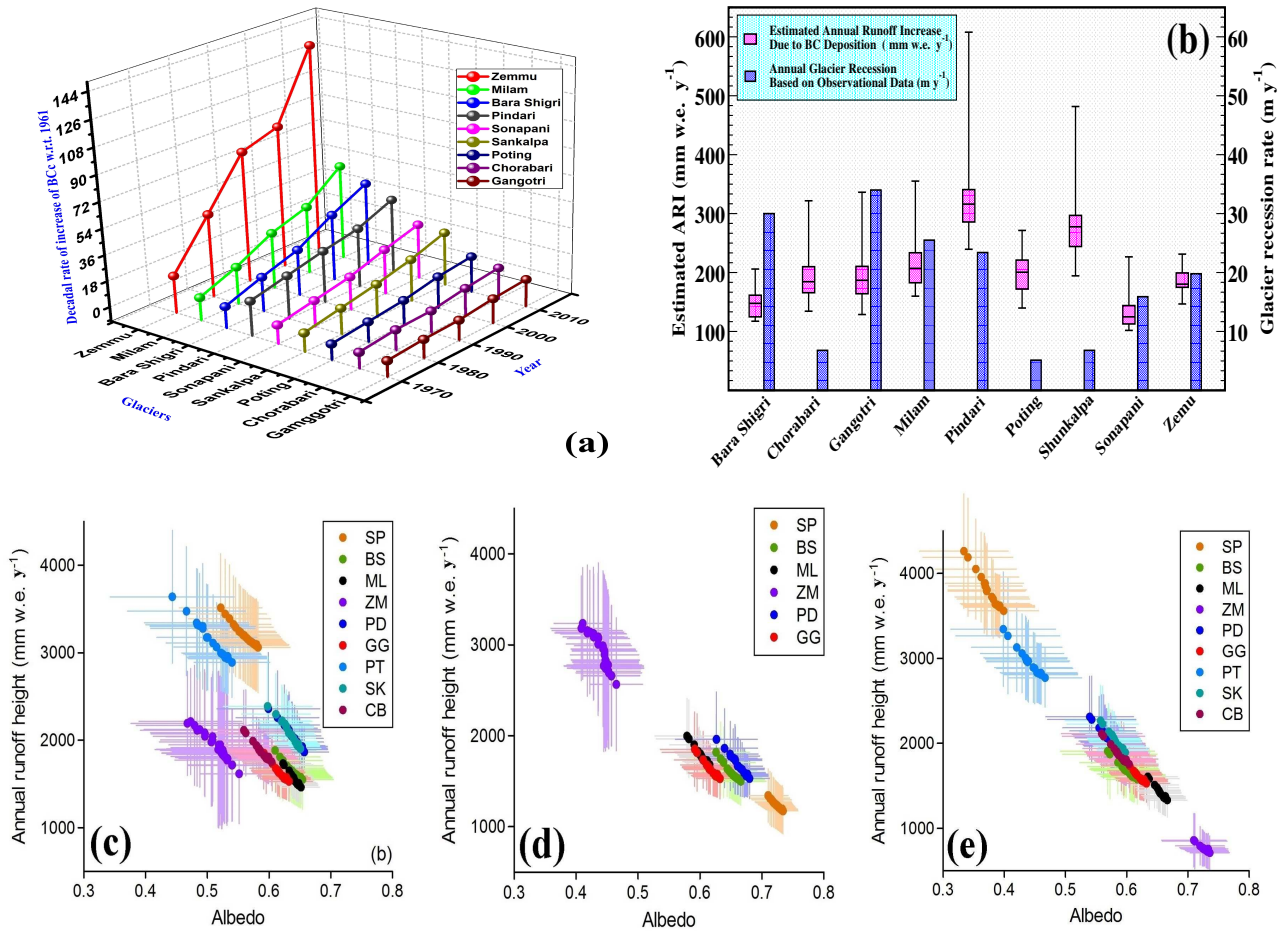 Decadal rate of increase of BCc w.r.t. 1961
144
126
108
90
72
54
36
18
0
Zemmu
Milam
Bara Shigri
Pindari
Sonapani
Sankalpa
Poting
Chorabari
Gangotri
Zemmu
Milam
Bara Shigri
Pindari
Sonapani
Sankalpa
Poting
Chorabari
Gamggotri
Glaciers
1970
1980
1990
2000
2010
Year
(a)
Estimated Annual Runoff Increase
Due to BC Deposition ( mm w.e. y-1)
Annual Glacier Recession
Based on Observational Data (m y-1)
(b)
Estimated ARI (mm w.e. y-1)
600
500
400
300
200
100
60
50
40
30
20
10
Glacier recession rate (m y-1)
Bara Shigri
Chorabari
Gangotri
Milam
Pindari
Poting
Shunkalpa
Sonapani
Zemu
Annual runoff height (mm w.e. y-1)
4000
3000
2000
1000
SP
BS
ML
ZM
PD
GG
PT
SK
CB
(c)
(b)
0.3 0.4 0.5 0.6 0.7 0.8
Albedo
Annual runoff height (mm w.e. y-1)
4000
3000
2000
1000
SP
BS
ML
ZM
PD
GG
(d)
0.3 0.4 0.5 0.6 0.7 0.8
Albedo
Annual runoff height (mm w.e. y-1)
4000
3000
2000
1000
SP
BS
ML
ZM
PD
GG
PT
SK
CB
(e)
0.3 0.4 0.5 0.6 0.7 0.8
Albedo